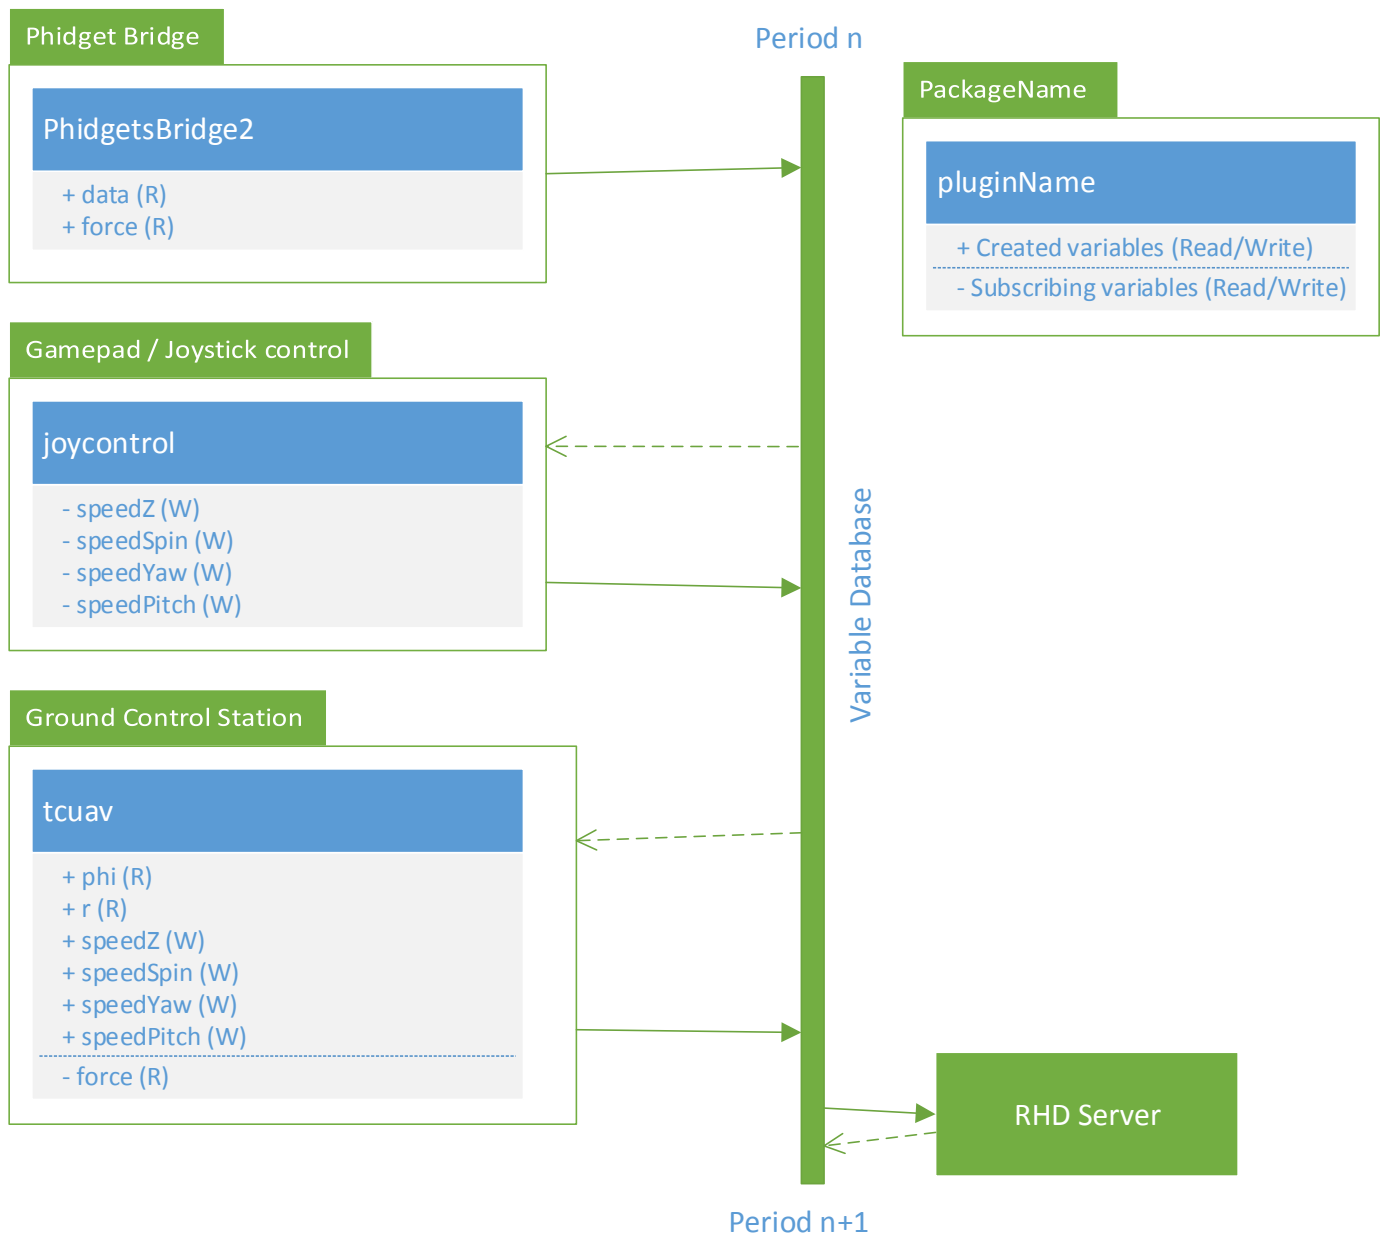 Phidget Bridge
PhidgetsBridge2
+ data (R)
+ force (R)
Period n
PackageName
pluginName
+ Created variables (Read/Write)
- Subscribing variables (Read/Write)
Gamepad / Joystick control
joycontrol
- speedZ (W)
- speedSpin (W)
- speedYaw (W)
- speedPitch (W)
Variable Database
Ground Control Station
tcuav
+ phi (R)
+ r (R)
+ speedZ (W)
+ speedSpin (W)
+ speedYaw (W)
+ speedPitch (W)
- force (R)
RHD Server
Period n+1